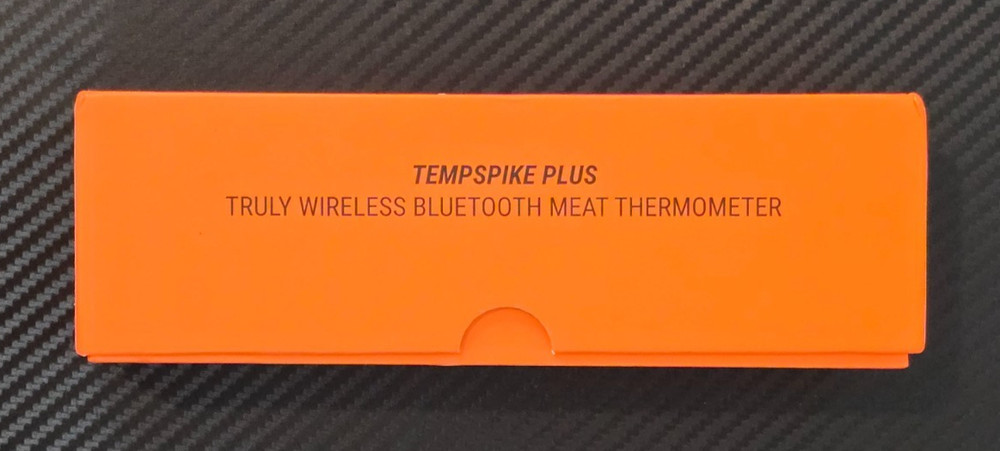 TEMPSPIKE PLUS
TRULY WIRELESS BLUETOOTH MEAT THERMOMETER